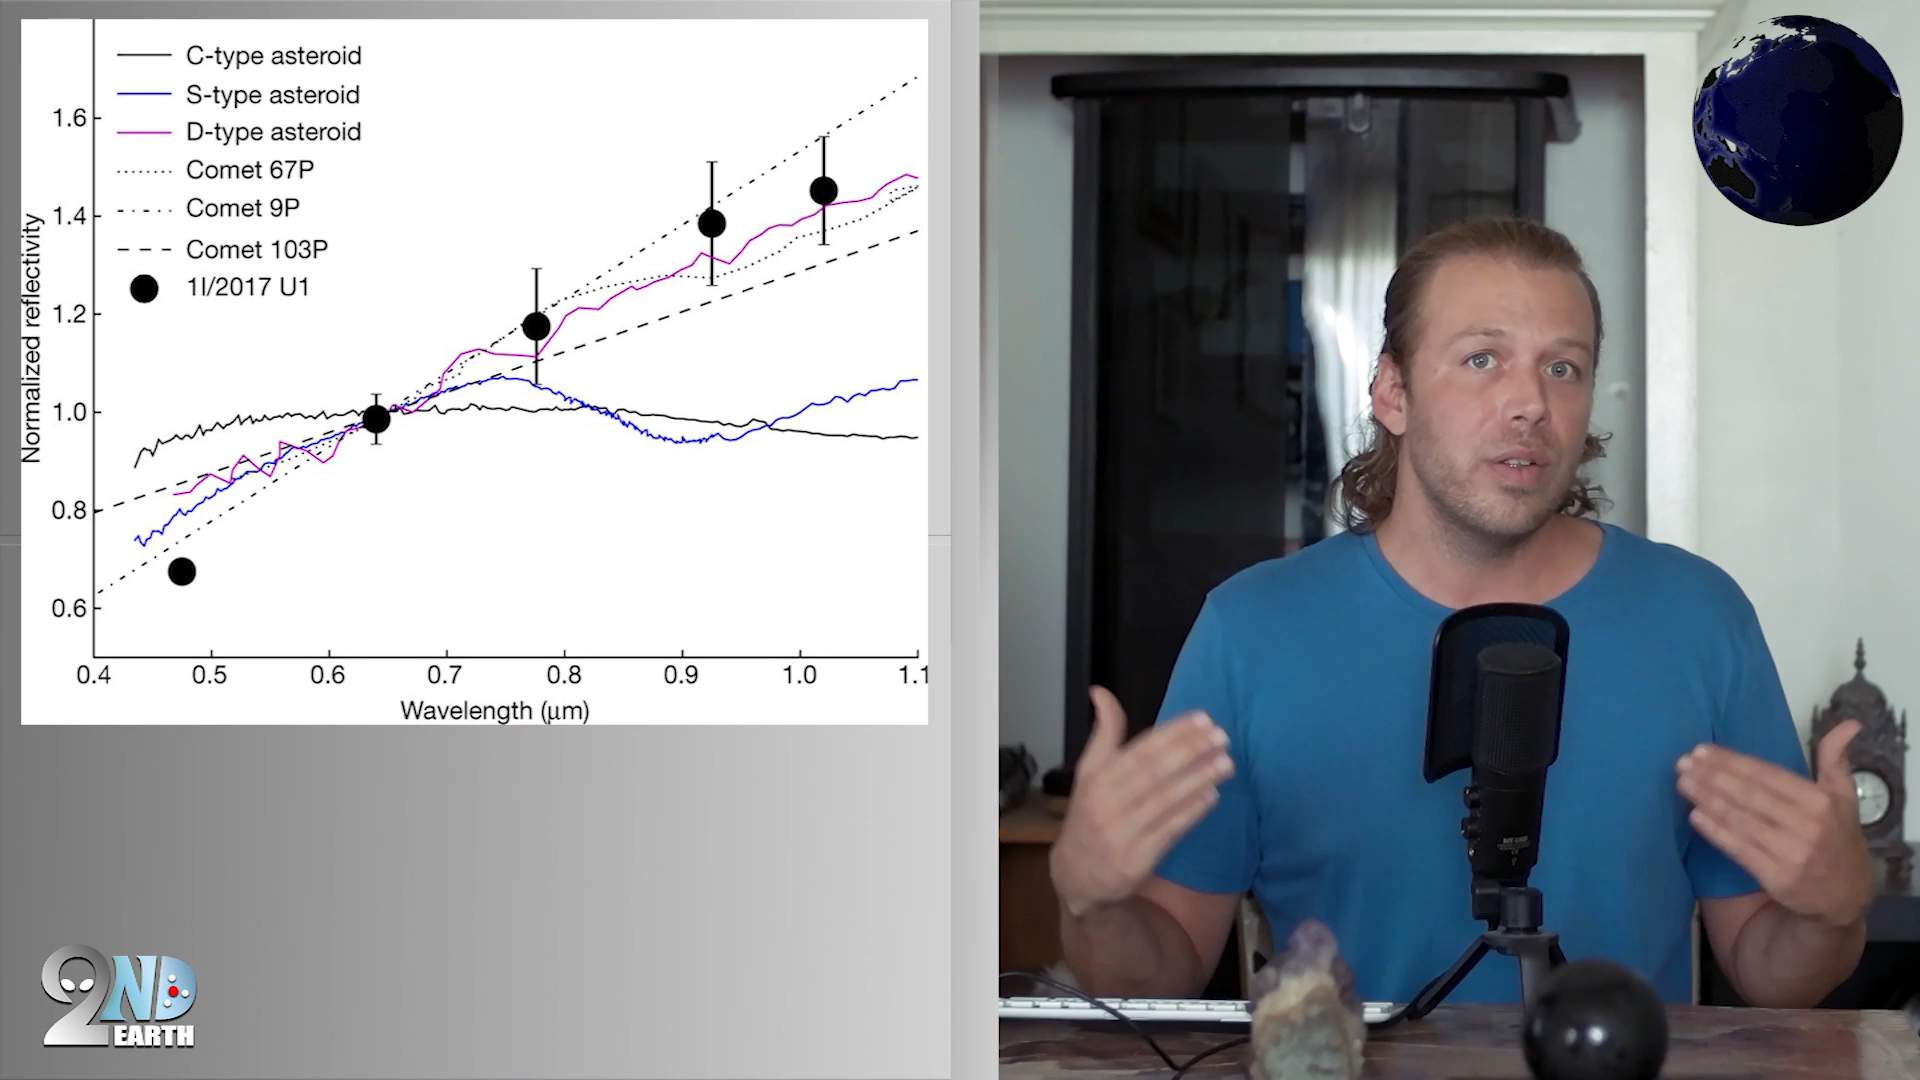 C-type asteroid
S-type asteroid
D-type asteroid
Comet 67P
Comet 9P
Comet 103P
1I/2017 U1
Normalized reflectivity
1.6
1.4
1.2
1.0
0.8
0.6
0.4 0.5 0.6 0.7 0.8 0.9 1.0 1.1
Wavelength (μm)
2ND
EARTH